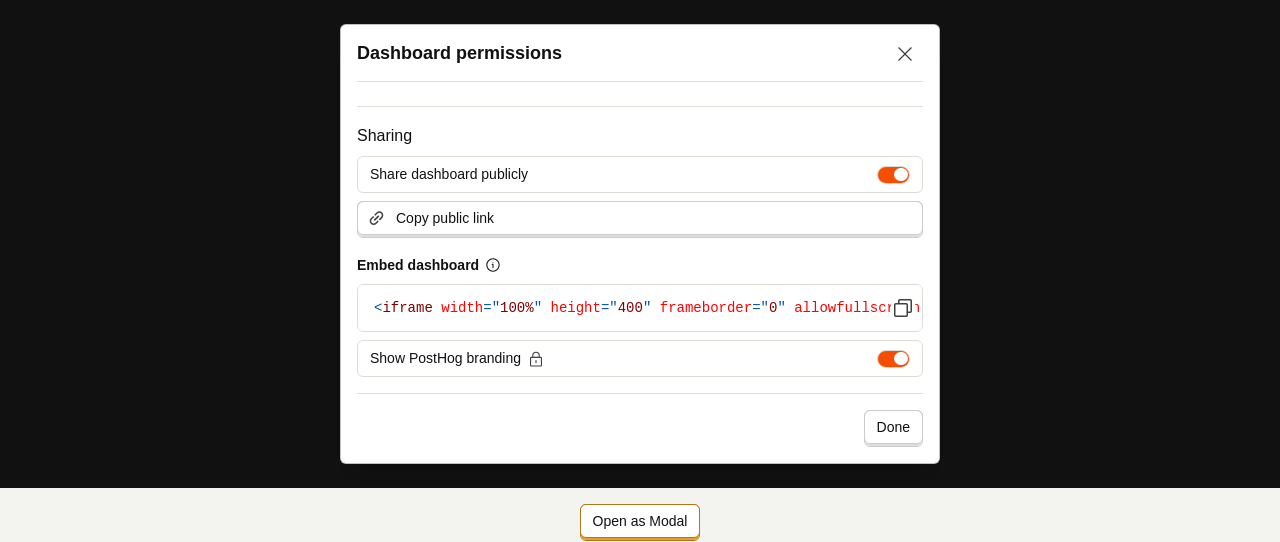 Dashboard permissions
Sharing
Share dashboard publicly
Copy public link
Embed dashboard
<iframe width="100%" height="400" frameborder="0" allowfullscr
Show PostHog branding
Done
Open as Modal